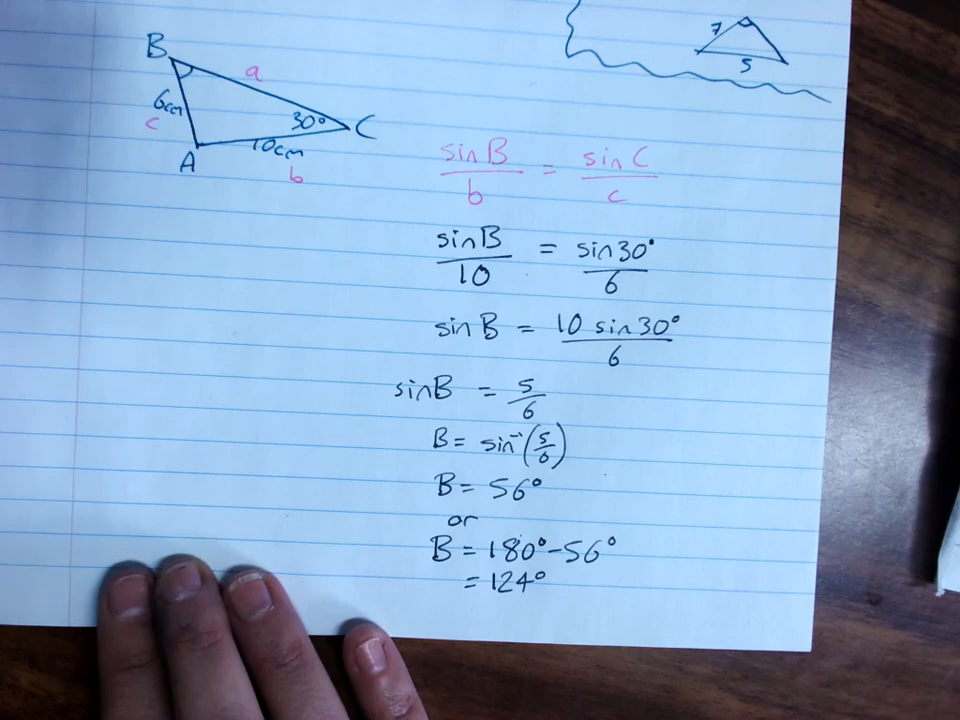 7
5
B
a
6cm
c
30°
C
A
10cm
b
sin B / b = sin C / c
sin B / 10 = sin 30° / 6
sin B = 10 sin 30° / 6
sin B = 5 / 6
B = sin⁻¹(5/6)
B = 56°
or
B = 180° - 56°
= 124°